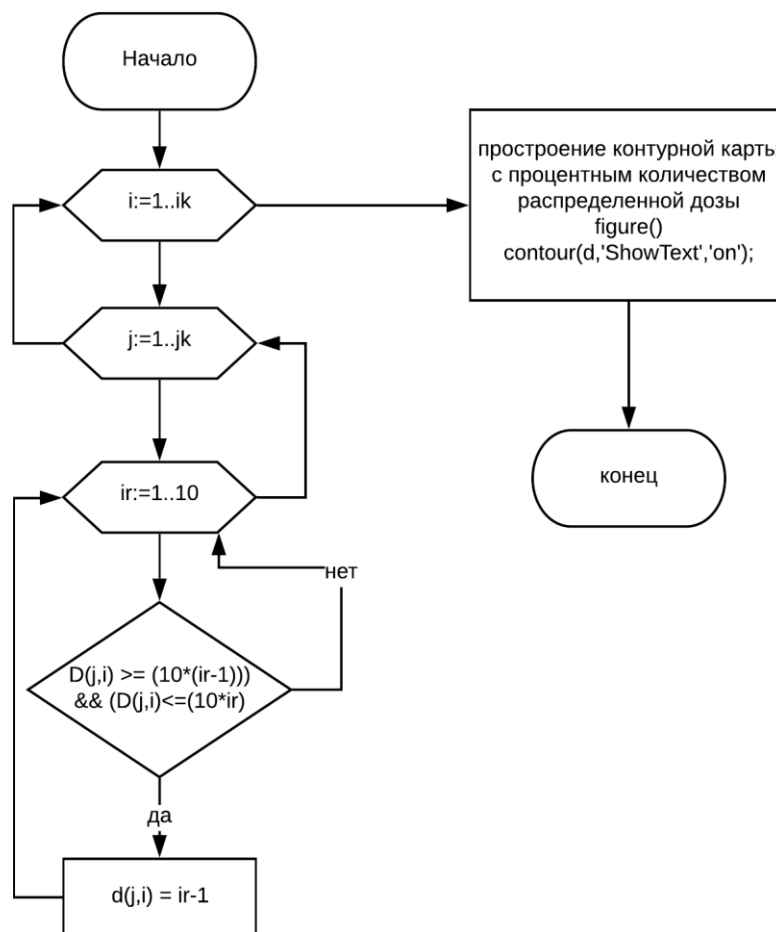 Начало
i:=1..ik
j:=1..jk
ir:=1..10
нет
D(j,i) >= (10*(ir-1)))
&& (D(j,i)<=(10*ir)
да
d(j,i) = ir-1
простроение контурной карты
с процентным количеством
распределенной дозы
figure()
contour(d,'ShowText','on');
конец